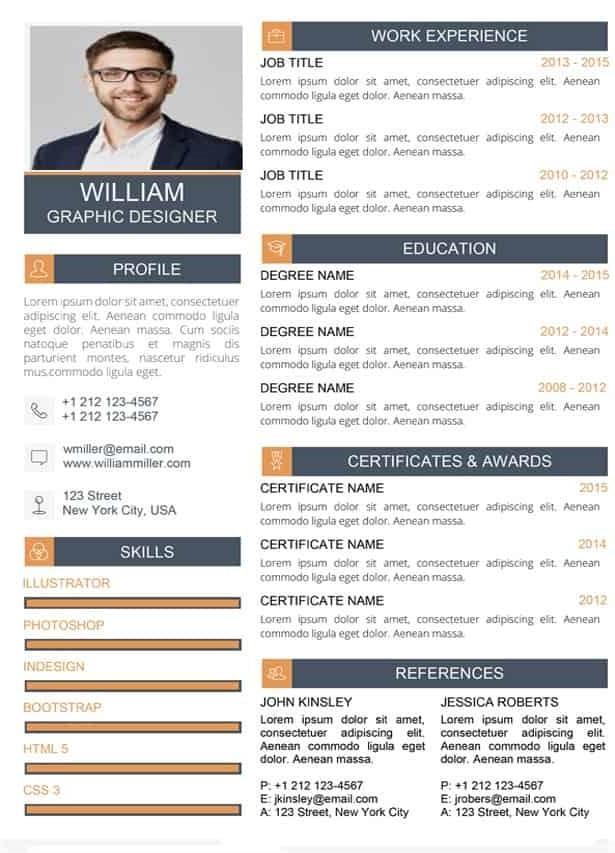 WILLIAM
GRAPHIC DESIGNER
PROFILE
Lorem ipsum dolor sit amet, consectetuer
adipiscing elit. Aenean commodo ligula
eget dolor. Aenean massa. Cum sociis
natoque penatibus et magnis dis
parturient montes, nascetur ridiculus
mus.commodo ligula eget.
+1 212 123-4567
+1 212 123-4567
wmiller@email.com
www.williammiller.com
123 Street
New York City, USA
SKILLS
ILLUSTRATOR
PHOTOSHOP
INDESIGN
BOOTSTRAP
HTML 5
CSS 3
WORK EXPERIENCE
JOB TITLE 2013 - 2015
Lorem ipsum dolor sit amet, consectetuer adipiscing elit. Aenean
commodo ligula eget dolor. Aenean massa.
JOB TITLE 2012 - 2013
Lorem ipsum dolor sit amet, consectetuer adipiscing elit. Aenean
commodo ligula eget dolor. Aenean massa.
JOB TITLE 2010 - 2012
Lorem ipsum dolor sit amet, consectetuer adipiscing elit. Aenean
commodo ligula eget dolor. Aenean massa.
EDUCATION
DEGREE NAME 2014 - 2015
Lorem ipsum dolor sit amet, consectetuer adipiscing elit. Aenean
commodo ligula eget dolor. Aenean massa.
DEGREE NAME 2012 - 2014
Lorem ipsum dolor sit amet, consectetuer adipiscing elit. Aenean
commodo ligula eget dolor. Aenean massa.
DEGREE NAME 2008 - 2012
Lorem ipsum dolor sit amet, consectetuer adipiscing elit. Aenean
commodo ligula eget dolor. Aenean massa.
CERTIFICATES & AWARDS
CERTIFICATE NAME 2015
Lorem ipsum dolor sit amet, consectetuer adipiscing elit. Aenean
commodo ligula eget dolor. Aenean massa.
CERTIFICATE NAME 2014
Lorem ipsum dolor sit amet, consectetuer adipiscing elit. Aenean
commodo ligula eget dolor. Aenean massa.
CERTIFICATE NAME 2012
Lorem ipsum dolor sit amet, consectetuer adipiscing elit. Aenean
commodo ligula eget dolor. Aenean massa.
REFERENCES
JOHN KINSLEY
Lorem ipsum dolor sit amet,
consectetuer adipiscing elit.
Aenean commodo ligula eget
dolor. Aenean massa.
P: +1 212 123-4567
E: jkinsley@email.com
A: 123 Street, New York City
JESSICA ROBERTS
Lorem ipsum dolor sit amet,
consectetuer adipiscing elit.
Aenean commodo ligula eget
dolor. Aenean massa.
P: +1 212 123-4567
E: jrobers@email.com
A: 123 Street, New York City